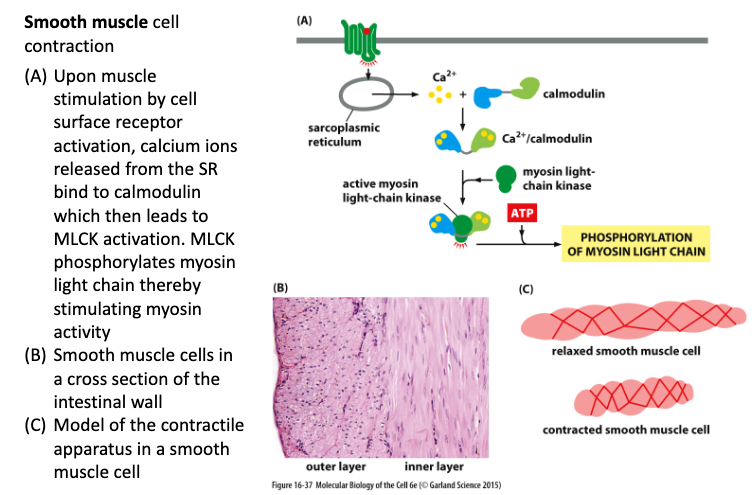 Smooth muscle cell
contraction
(A) Upon muscle
stimulation by cell
surface receptor
activation, calcium ions
released from the SR
bind to calmodulin
which then leads to
MLCK activation. MLCK
phosphorylates myosin
light chain thereby
stimulating myosin
activity
(B) Smooth muscle cells in
a cross section of the
intestinal wall
(C) Model of the contractile
apparatus in a smooth
muscle cell
(A)
Ca²⁺
+
calmodulin
sarcoplasmic
reticulum
Ca²⁺/calmodulin
myosin light-
chain kinase
active myosin
light-chain kinase
ATP
PHOSPHORYLATION
OF MYOSIN LIGHT CHAIN
(B)
outer layer
inner layer
(C)
relaxed smooth muscle cell
contracted smooth muscle cell
Figure 16-37 Molecular Biology of the Cell 6e (© Garland Science 2015)